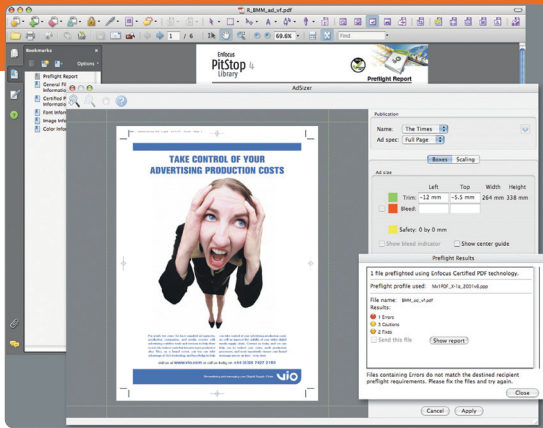 R_BMM_ad_vf.pdf
1 / 6
69.6%
Find
Bookmarks
Options
Preflight Report
General Fil
Informatio
Certified P
Informatio
Font Inform
Image Info
Color Infor
Enfocus
PitStop 4
Library
Preflight Report
AdSizer
TAKE CONTROL OF YOUR
ADVERTISING PRODUCTION COSTS
vio
Publication
Name: The Times
Ad spec: Full Page
Boxes Scaling
Ad size
Left Top Width Height
Trim: -12 mm -5.5 mm 264 mm 338 mm
Bleed:
Safety: 0 by 0 mm
Show bleed indicator Show center guide
Preflight Results
1 file preflighted using Enfocus Certified PDF technology.
Preflight profile used:
File name: BMM_ad_vf.pdf
Results:
1 Errors
3 Cautions
2 Fixes
Send this file Show report
Files containing Errors do not match the destined recipient
preflight requirements. Please fix the files and try again.
Close
Cancel Apply